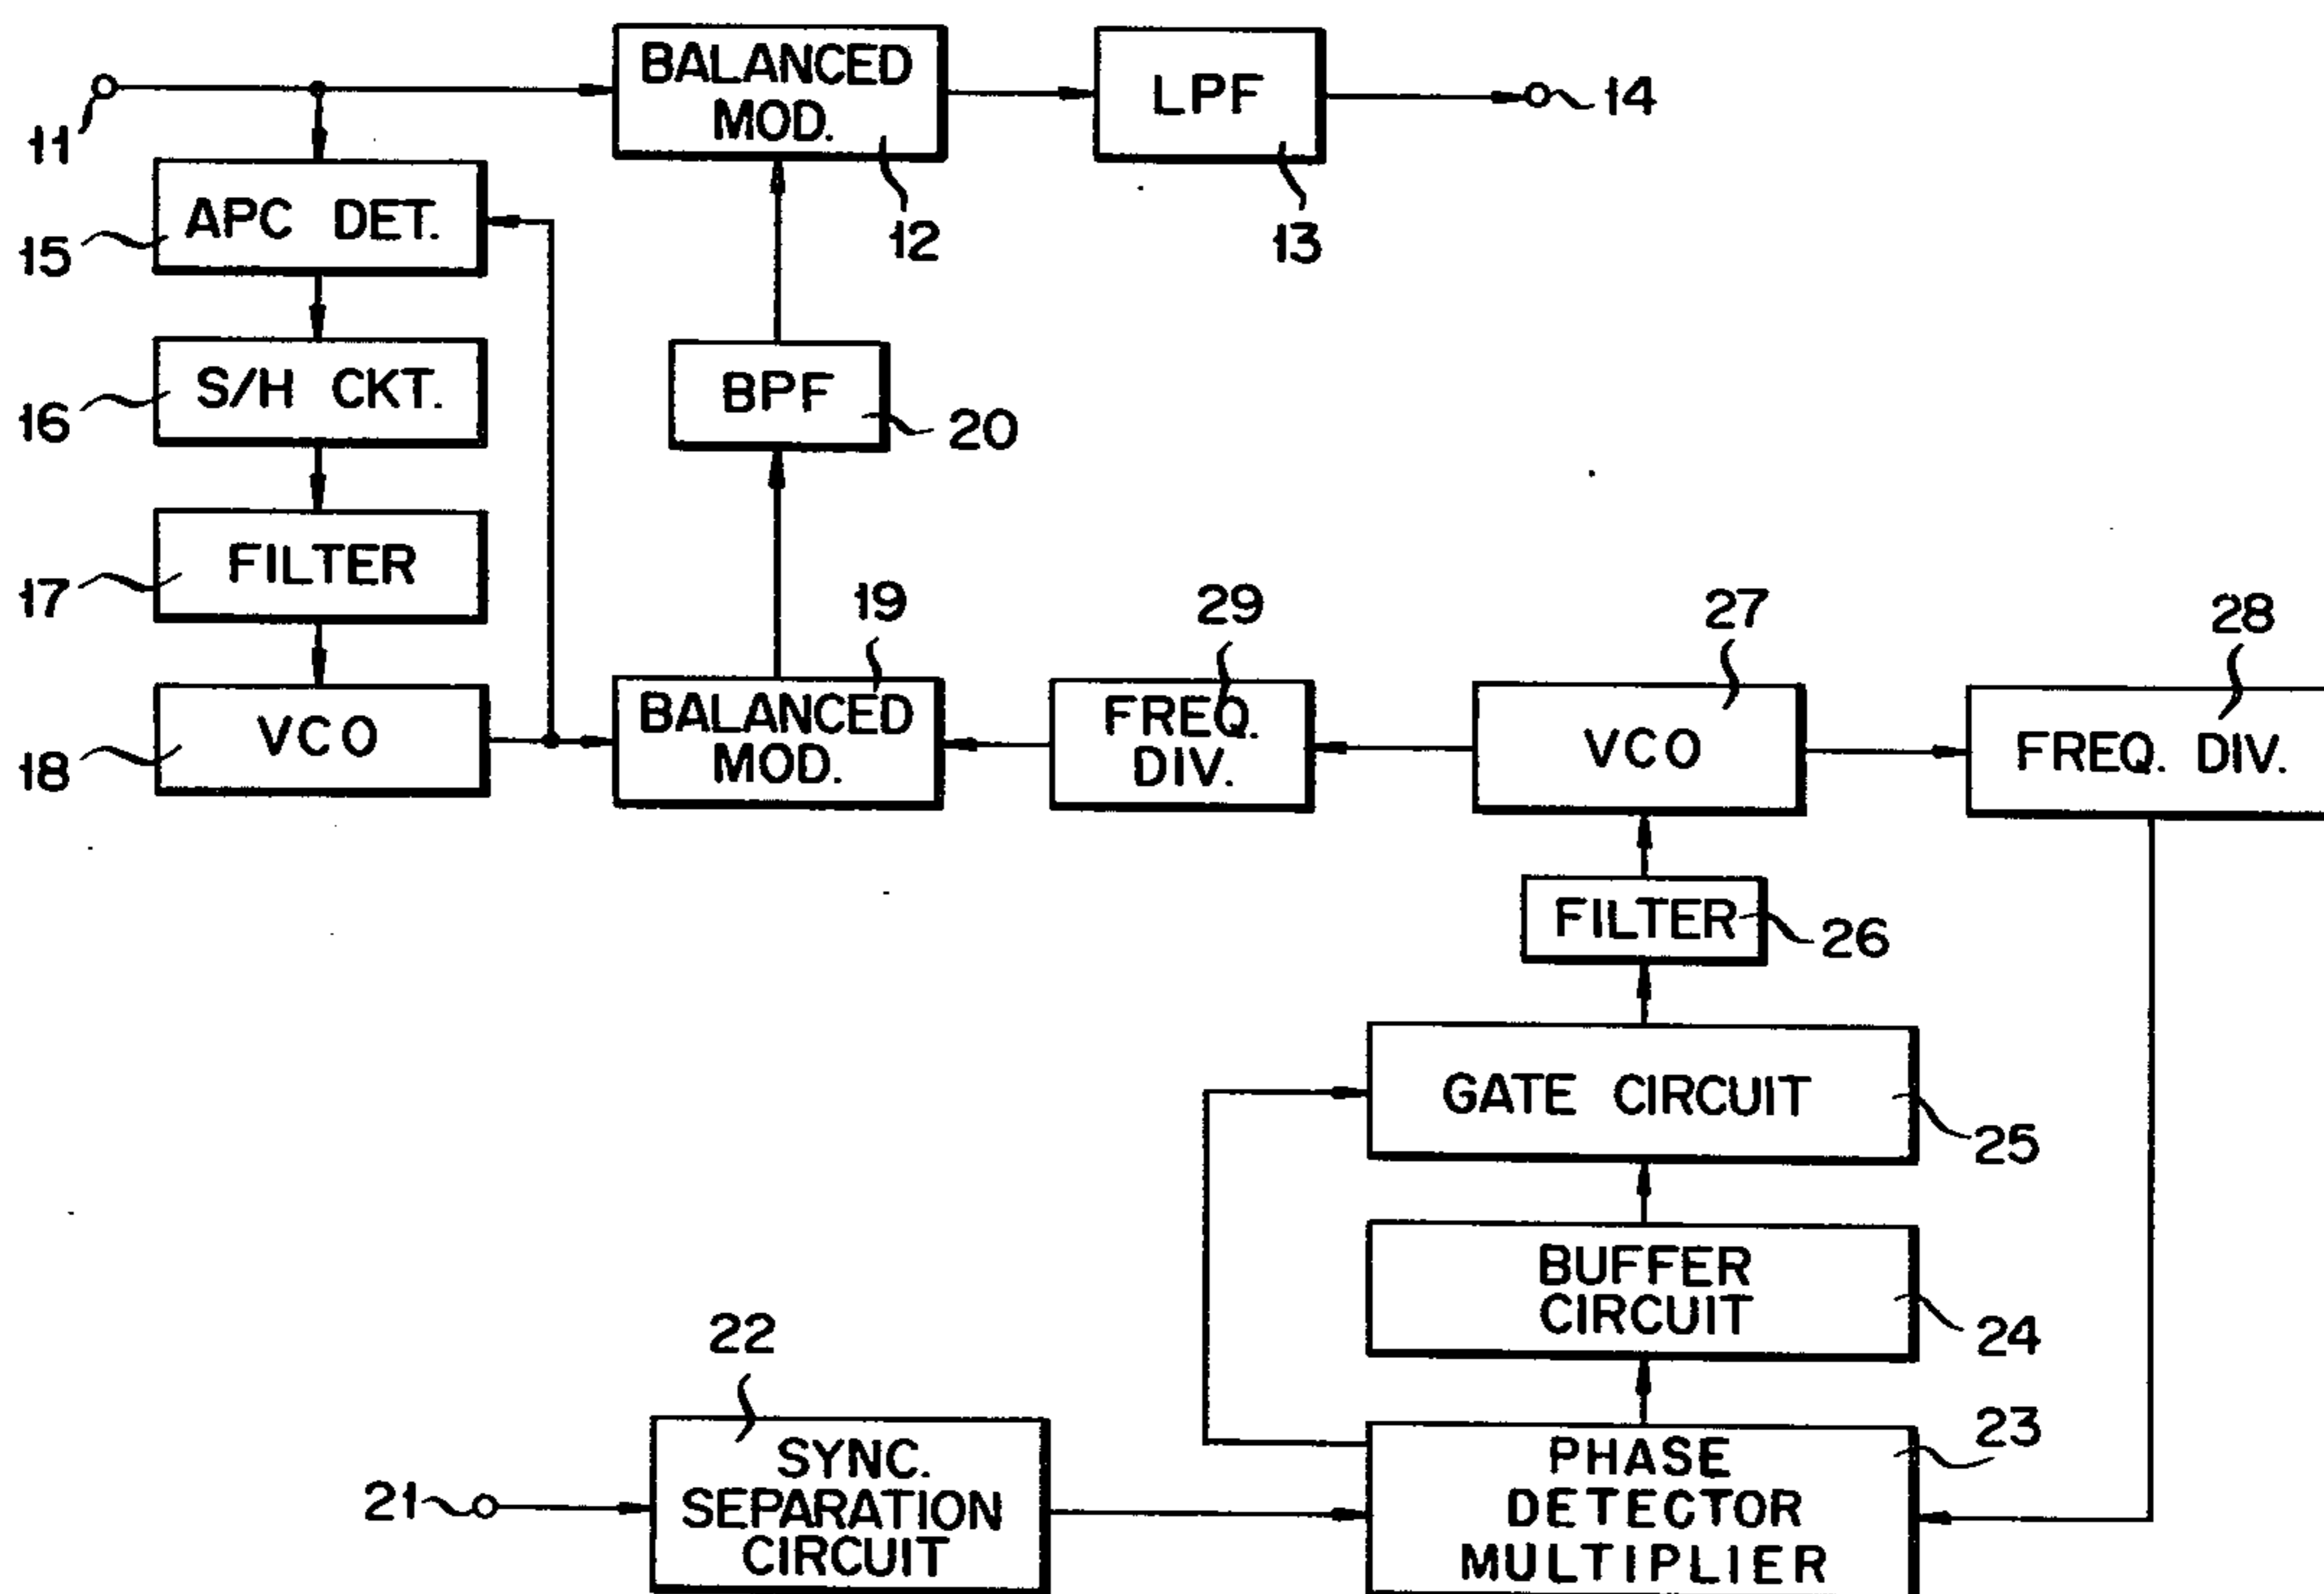 BALANCED
MOD.
LPF
14
11
APC DET.
15
12
13
S/H CKT.
16
BPF
20
FILTER
17
19
29
27
28
VCO
18
BALANCED
MOD.
FREQ.
DIV.
VCO
FREQ. DIV.
FILTER
26
GATE CIRCUIT
25
BUFFER
CIRCUIT
24
22
23
21
SYNC.
SEPARATION
CIRCUIT
PHASE
DETECTOR
MULTIPLIER